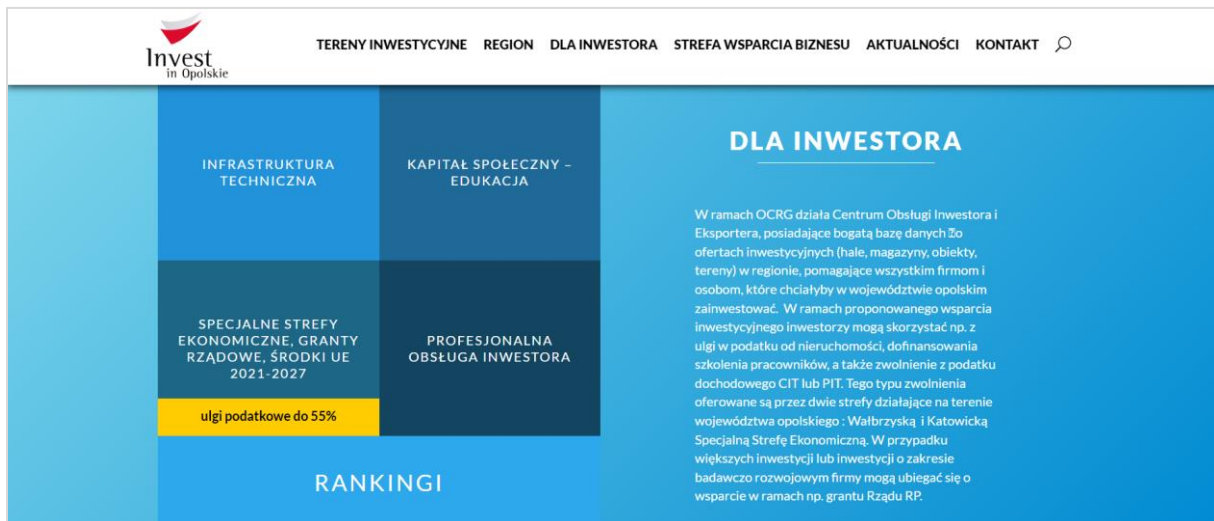 Invest
in Opolskie
TERENY INWESTYCYJNE REGION DLA INWESTORA STREFA WSPARCIA BIZNESU AKTUALNOŚCI KONTAKT
INFRASTRUKTURA
TECHNICZNA
KAPITAŁ SPOŁECZNY –
EDUKACJA
SPECJALNE STREFY
EKONOMICZNE, GRANTY
RZĄDOWE, ŚRODKI UE
2021-2027
ulgi podatkowe do 55%
PROFESJONALNA
OBSŁUGA INWESTORA
RANKINGI
DLA INWESTORA
W ramach OCRG działa Centrum Obsługi Inwestora i
Eksportera, posiadające bogatą bazę danych o
ofertach inwestycyjnych (hale, magazyny, obiekty,
tereny) w regionie, pomagające wszystkim firmom i
osobom, które chciałyby w województwie opolskim
zainwestować. W ramach proponowanego wsparcia
inwestycyjnego inwestorzy mogą skorzystać np. z
ulgi w podatku od nieruchomości, dofinansowania
szkolenia pracowników, a także zwolnienie z podatku
dochodowego CIT lub PIT. Tego typu zwolnienia
oferowane są przez dwie strefy działające na terenie
województwa opolskiego : Wałbrzyską i Katowicką
Specjalną Strefę Ekonomiczną. W przypadku
większych inwestycji lub inwestycji o zakresie
badawczo rozwojowym firmy mogą ubiegać się o
wsparcie w ramach np. grantu Rządu RP.